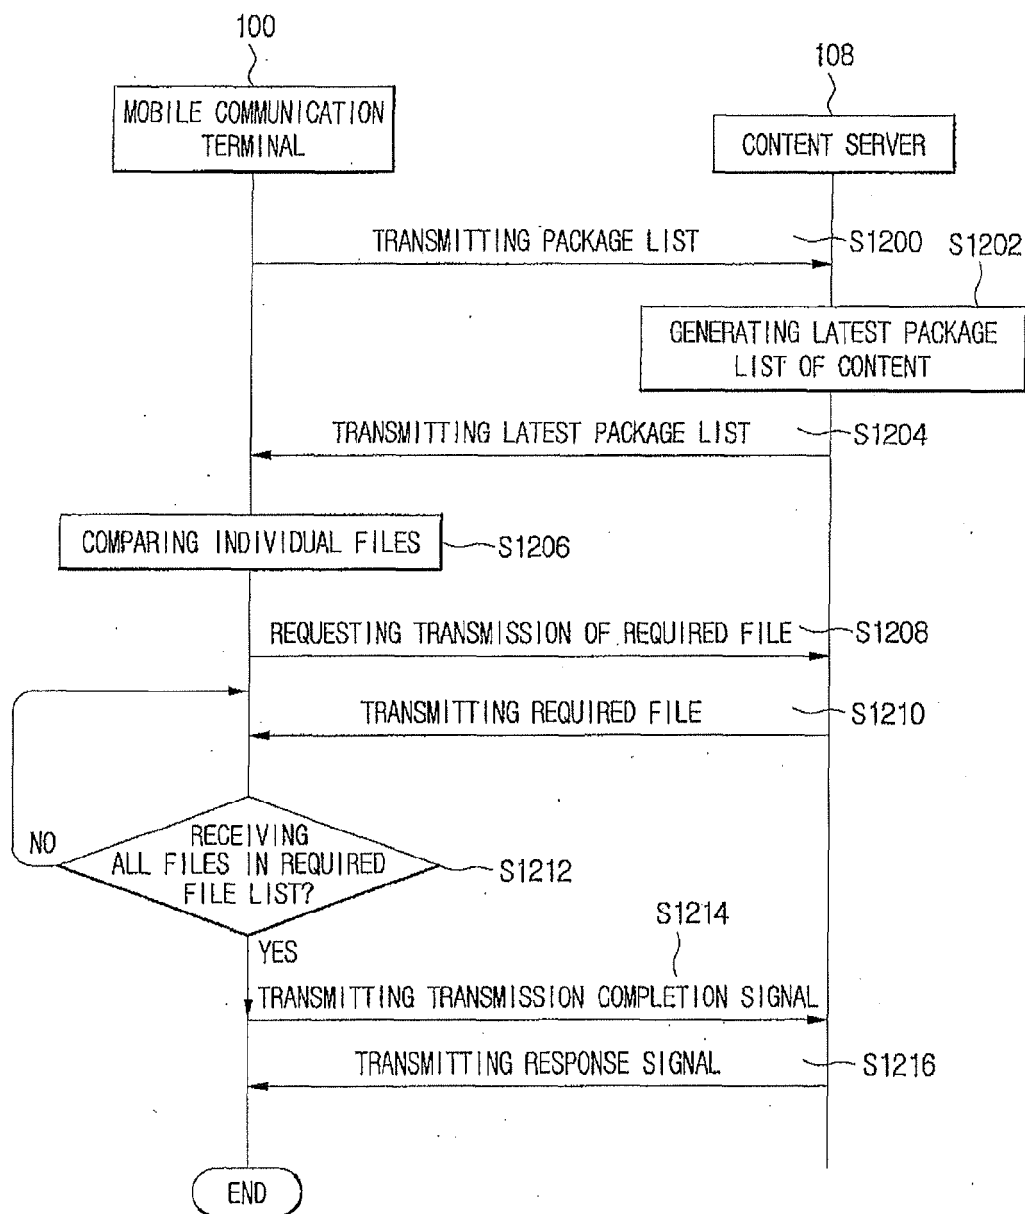 100
108
MOBILE COMMUNICATION
TERMINAL
CONTENT SERVER
TRANSMITTING PACKAGE LIST
S1200
S1202
GENERATING LATEST PACKAGE
LIST OF CONTENT
TRANSMITTING LATEST PACKAGE LIST
S1204
COMPARING INDIVIDUAL FILES
S1206
REQUESTING TRANSMISSION OF REQUIRED FILE
S1208
TRANSMITTING REQUIRED FILE
S1210
NO
RECEIVING
ALL FILES IN REQUIRED
FILE LIST?
S1212
YES
S1214
TRANSMITTING TRANSMISSION COMPLETION SIGNAL
TRANSMITTING RESPONSE SIGNAL
S1216
END